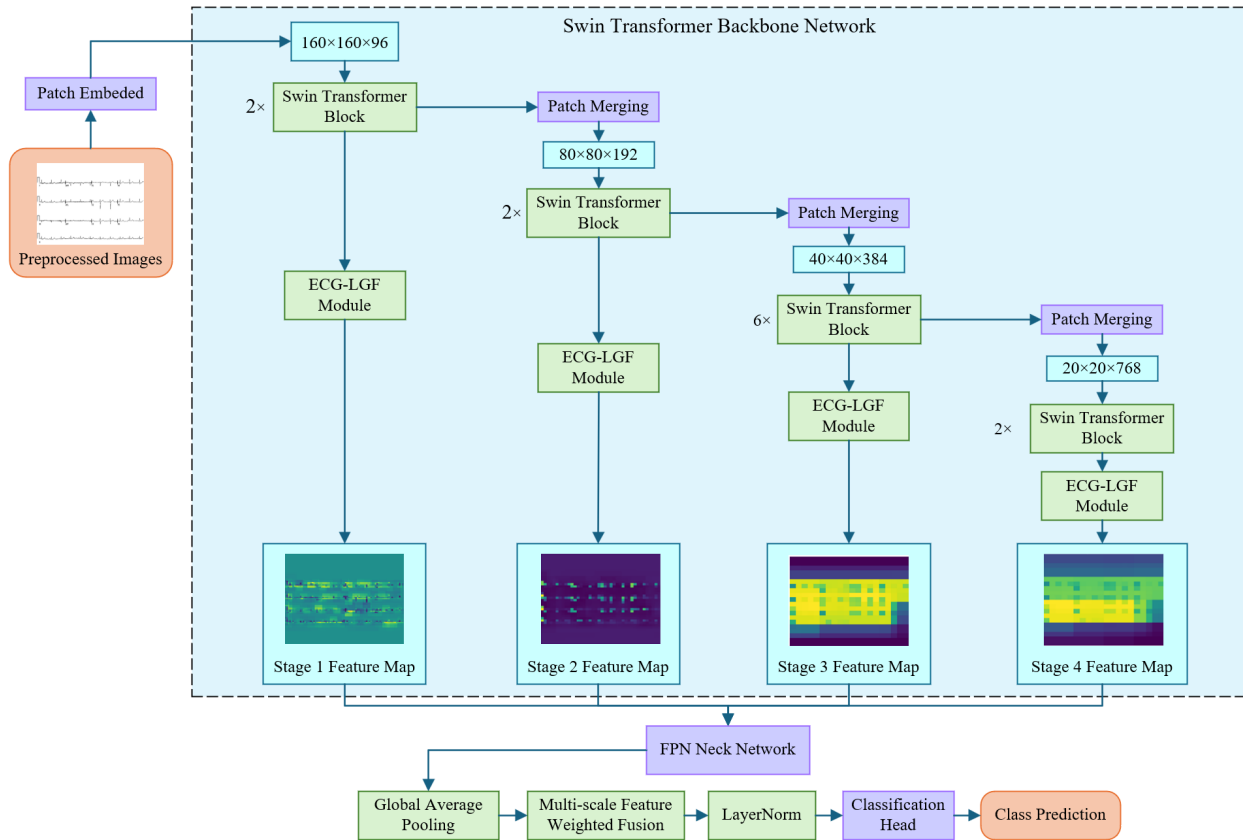 Swin Transformer Backbone Network
160×160×96
Patch Embeded
2×
Swin Transformer
Block
Patch Merging
80×80×192
Preprocessed Images
2×
Swin Transformer
Block
Patch Merging
40×40×384
ECG-LGF
Module
6×
Swin Transformer
Block
Patch Merging
20×20×768
ECG-LGF
Module
ECG-LGF
Module
2×
Swin Transformer
Block
ECG-LGF
Module
Stage 1 Feature Map
Stage 2 Feature Map
Stage 3 Feature Map
Stage 4 Feature Map
FPN Neck Network
Global Average
Pooling
Multi-scale Feature
Weighted Fusion
LayerNorm
Classification
Head
Class Prediction